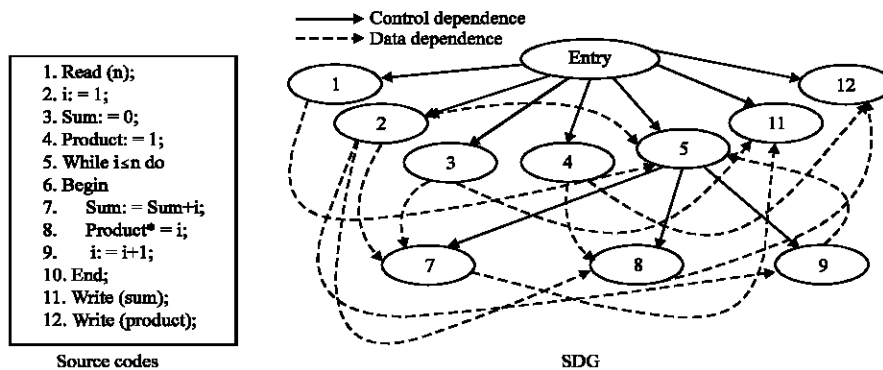 Control dependence
Data dependence
1. Read (n);
2. i: = 1;
3. Sum: = 0;
4. Product: = 1;
5. While i≤n do
6. Begin
7. Sum: = Sum+i;
8. Product* = i;
9. i: = i+1;
10. End;
11. Write (sum);
12. Write (product);
Source codes
Entry
1
12
2
11
3
4
5
7
8
9
SDG